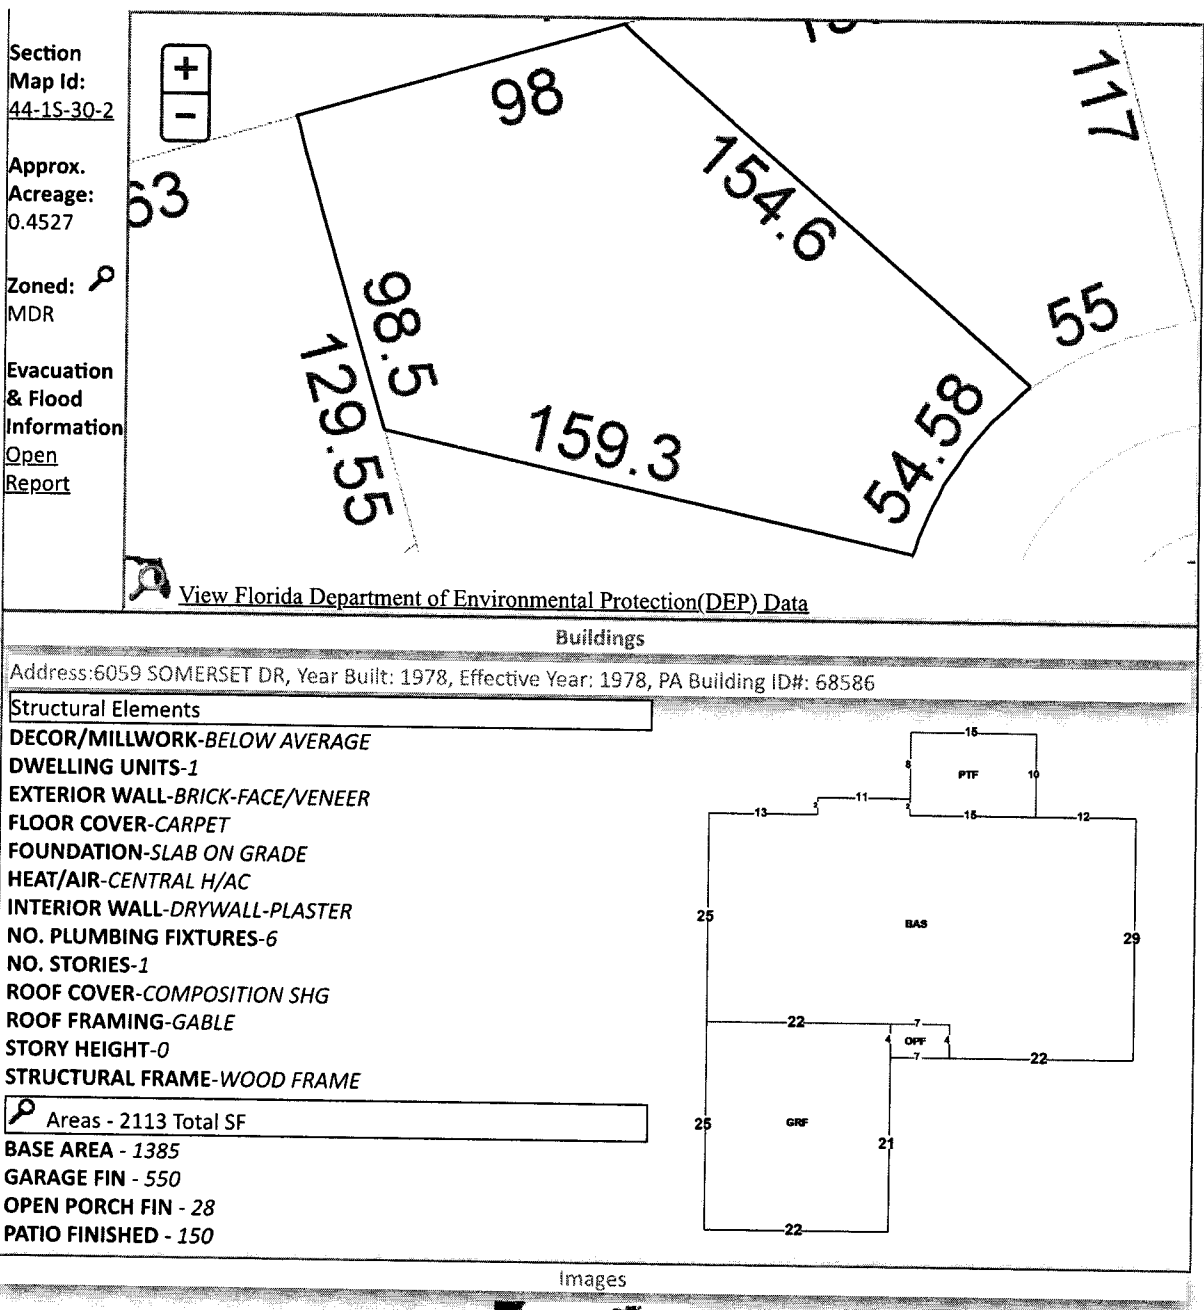 Section
Map Id:
44-1S-30-2
Approx.
Acreage:
0.4527
Zoned:
MDR
Evacuation
& Flood
Information
Open
Report
+
−
98
117
154.6
63
55
98.5
129.55
159.3
54.58
View Florida Department of Environmental Protection(DEP) Data
Buildings
Address:6059 SOMERSET DR, Year Built: 1978, Effective Year: 1978, PA Building ID#: 68586
Structural Elements
DECOR/MILLWORK-BELOW AVERAGE
DWELLING UNITS-1
EXTERIOR WALL-BRICK-FACE/VENEER
FLOOR COVER-CARPET
FOUNDATION-SLAB ON GRADE
HEAT/AIR-CENTRAL H/AC
INTERIOR WALL-DRYWALL-PLASTER
NO. PLUMBING FIXTURES-6
NO. STORIES-1
ROOF COVER-COMPOSITION SHG
ROOF FRAMING-GABLE
STORY HEIGHT-0
STRUCTURAL FRAME-WOOD FRAME
Areas - 2113 Total SF
BASE AREA - 1385
GARAGE FIN - 550
OPEN PORCH FIN - 28
PATIO FINISHED - 150
15
8
PTF
10
11
2
2
13
15
12
25
BAS
29
22
7
4
OPF
4
7
22
25
GRF
21
22
Images